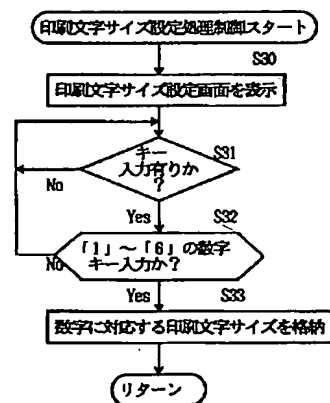 印刷文字サイズ設定処理制御スタート
S30
印刷文字サイズ設定画面を表示
キー
S31
入力有りか
No
?
Yes
S32
「1」~「6」の数字
No
キー入力か?
Yes
S33
数字に対応する印刷文字サイズを格納
リターン